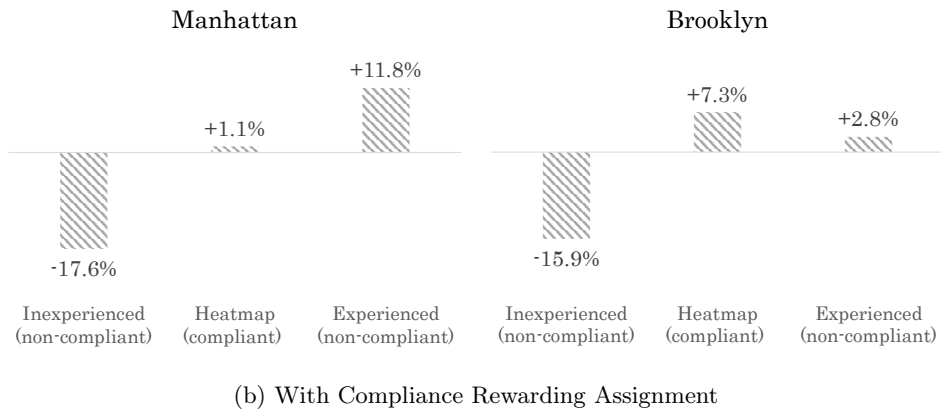 Manhattan
-17.6%
+1.1%
+11.8%
Inexperienced
(non-compliant)
Heatmap
(compliant)
Experienced
(non-compliant)
Brooklyn
-15.9%
+7.3%
+2.8%
Inexperienced
(non-compliant)
Heatmap
(compliant)
Experienced
(non-compliant)
(b) With Compliance Rewarding Assignment